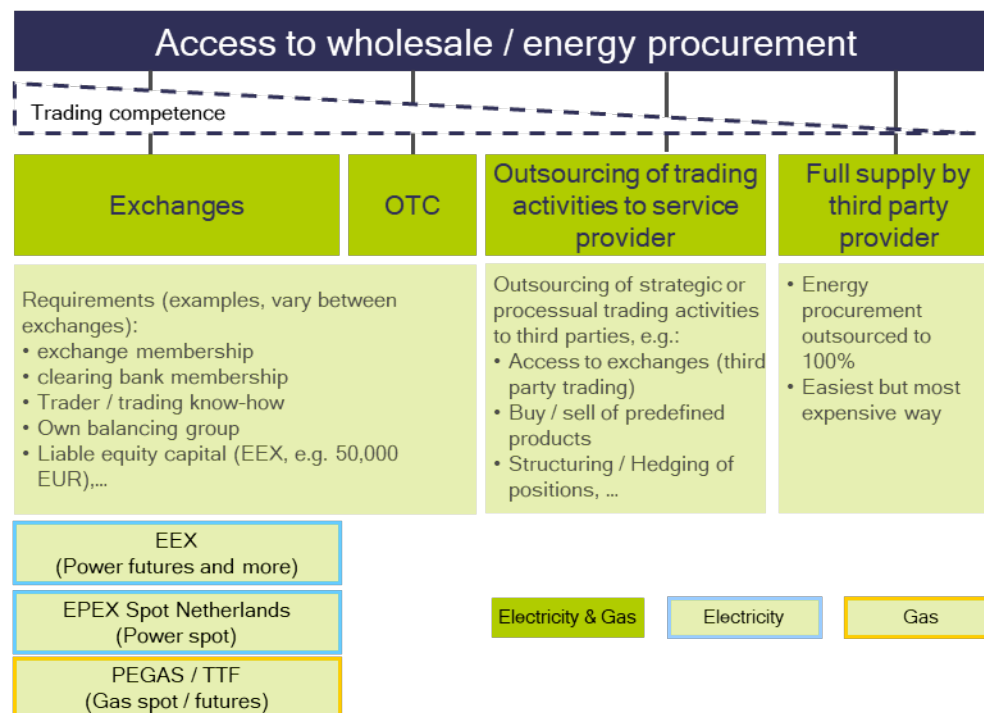 Access to wholesale / energy procurement
Trading competence
Exchanges
OTC
Outsourcing of trading
activities to service
provider
Full supply by
third party
provider
Requirements (examples, vary between
exchanges):
• exchange membership
• clearing bank membership
• Trader / trading know-how
• Own balancing group
• Liable equity capital (EEX, e.g. 50,000
EUR),...
Outsourcing of strategic or
processual trading activities
to third parties, e.g.:
• Access to exchanges (third
party trading)
• Buy / sell of predefined
products
• Structuring / Hedging of
positions, ...
• Energy
procurement
outsourced to
100%
• Easiest but most
expensive way
EEX
(Power futures and more)
EPEX Spot Netherlands
(Power spot)
PEGAS / TTF
(Gas spot / futures)
Electricity & Gas
Electricity
Gas